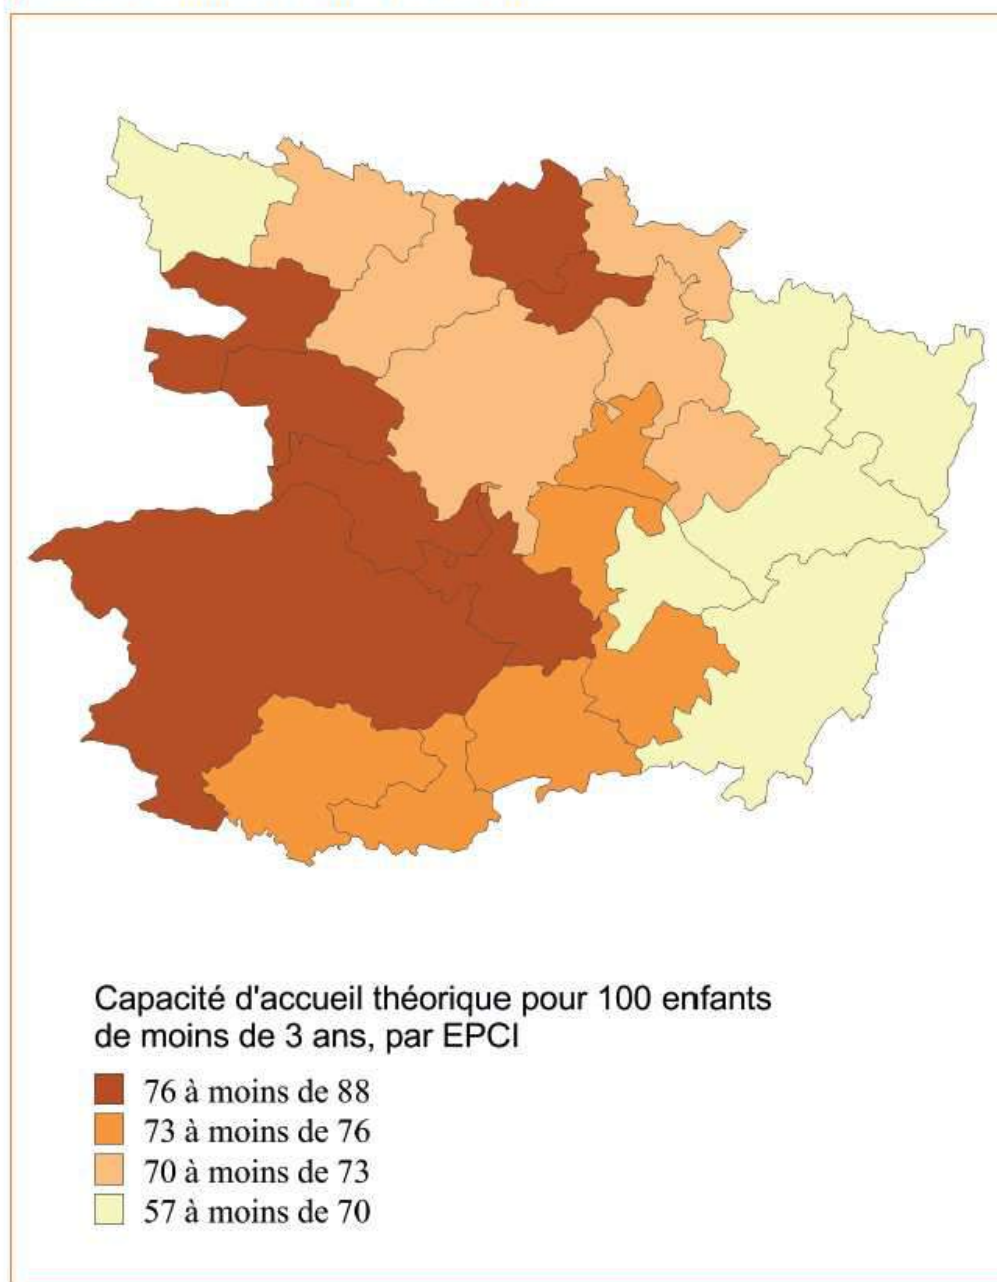 Capacité d'accueil théorique pour 100 enfants
de moins de 3 ans, par EPCI
76 à moins de 88
73 à moins de 76
70 à moins de 73
57 à moins de 70